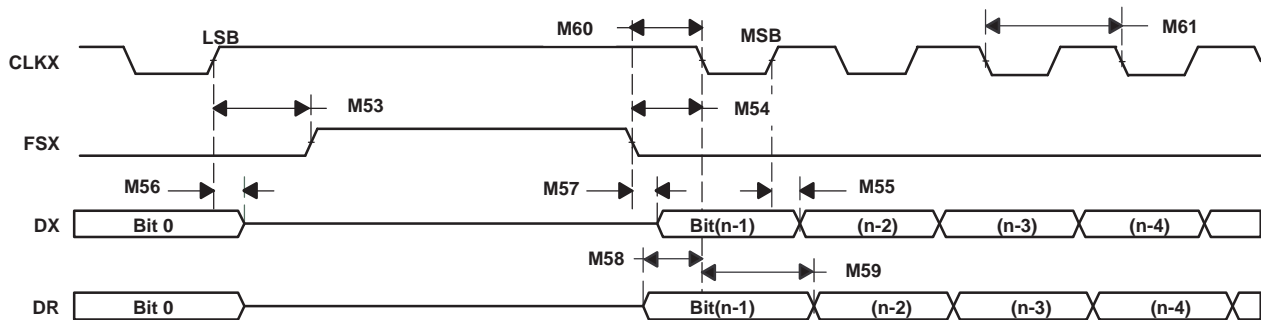 M60
M61
LSB
MSB
CLKX
M53
M54
FSX
M56
M57
M55
DX
Bit 0
Bit(n-1)
(n-2)
(n-3)
(n-4)
M58
M59
DR
Bit 0
Bit(n-1)
(n-2)
(n-3)
(n-4)